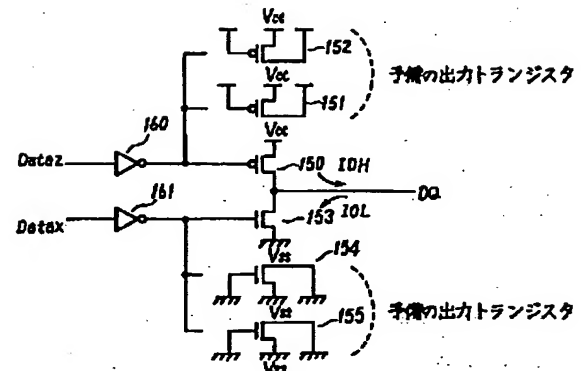 Vcc
152
予備の出力トランジスタ
Vcc
151
Vcc
160
Dataz
150
IOH
DQ
161
IOL
Datax
153
Vss
154
Vss
155
予備の出力トランジスタ
Vss